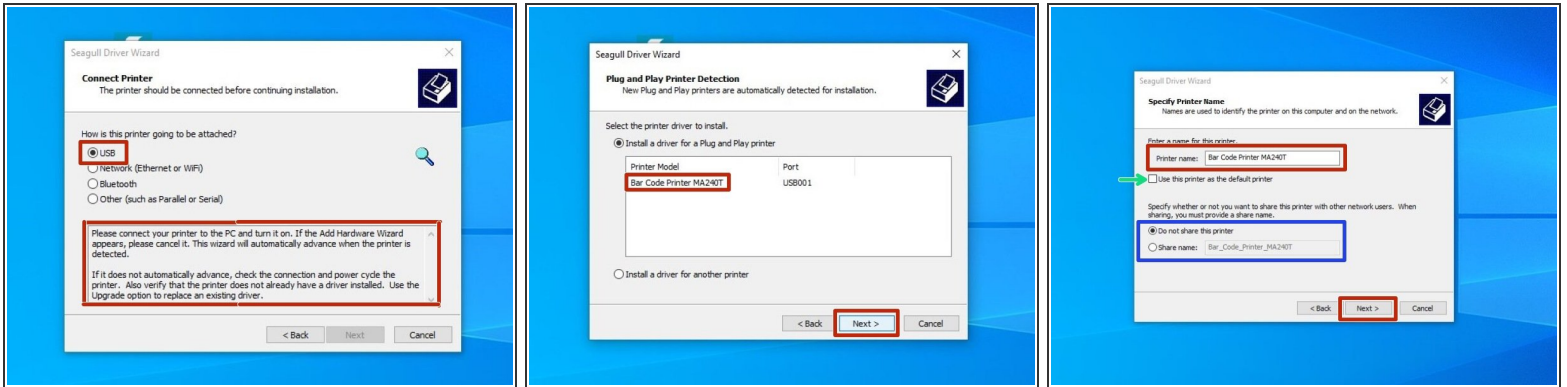 Seagull Driver Wizard
Connect Printer
The printer should be connected before continuing installation.
How is this printer going to be attached?
USB
Network (Ethernet or WiFi)
Bluetooth
Other (such as Parallel or Serial)
Please connect your printer to the PC and turn it on. If the Add Hardware Wizard
appears, please cancel it. This wizard will automatically advance when the printer is
detected.
If it does not automatically advance, check the connection and power cycle the
printer. Also verify that the printer does not already have a driver installed. Use the
Upgrade option to replace an existing driver.
< Back Next Cancel
Seagull Driver Wizard
Plug and Play Printer Detection
New Plug and Play printers are automatically detected for installation.
Select the printer driver to install.
Install a driver for a Plug and Play printer
Printer Model Port
Bar Code Printer MA240T USB001
Install a driver for another printer
< Back Next > Cancel
Seagull Driver Wizard
Specify Printer Name
Names are used to identify the printer on this computer and on the network.
Enter a name for this printer.
Printer name: Bar Code Printer MA240T
Use this printer as the default printer
Specify whether or not you want to share this printer with other network users. When
sharing, you must provide a share name.
Do not share this printer
Share name: Bar_Code_Printer_MA240T
< Back Next > Cancel